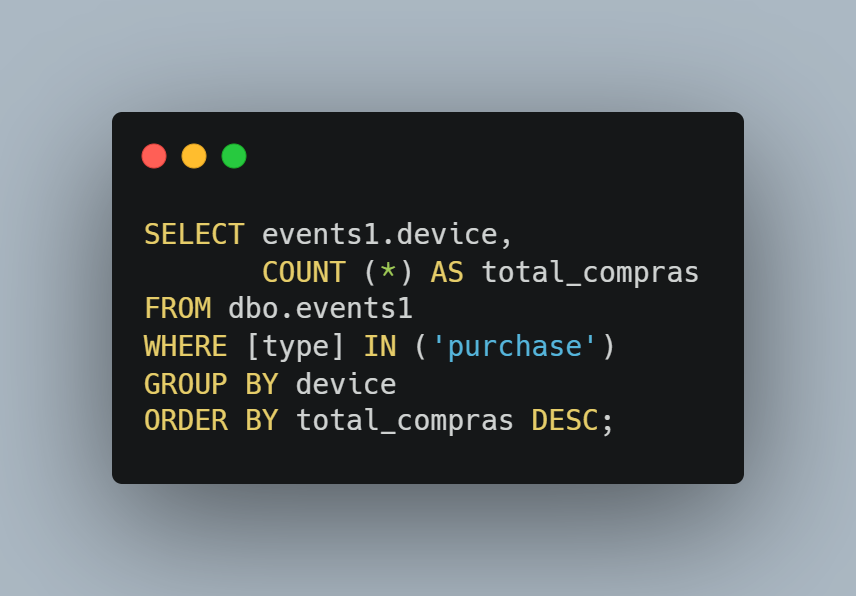 SELECT events1.device,
       COUNT (*) AS total_compras
FROM dbo.events1
WHERE [type] IN ('purchase')
GROUP BY device
ORDER BY total_compras DESC;